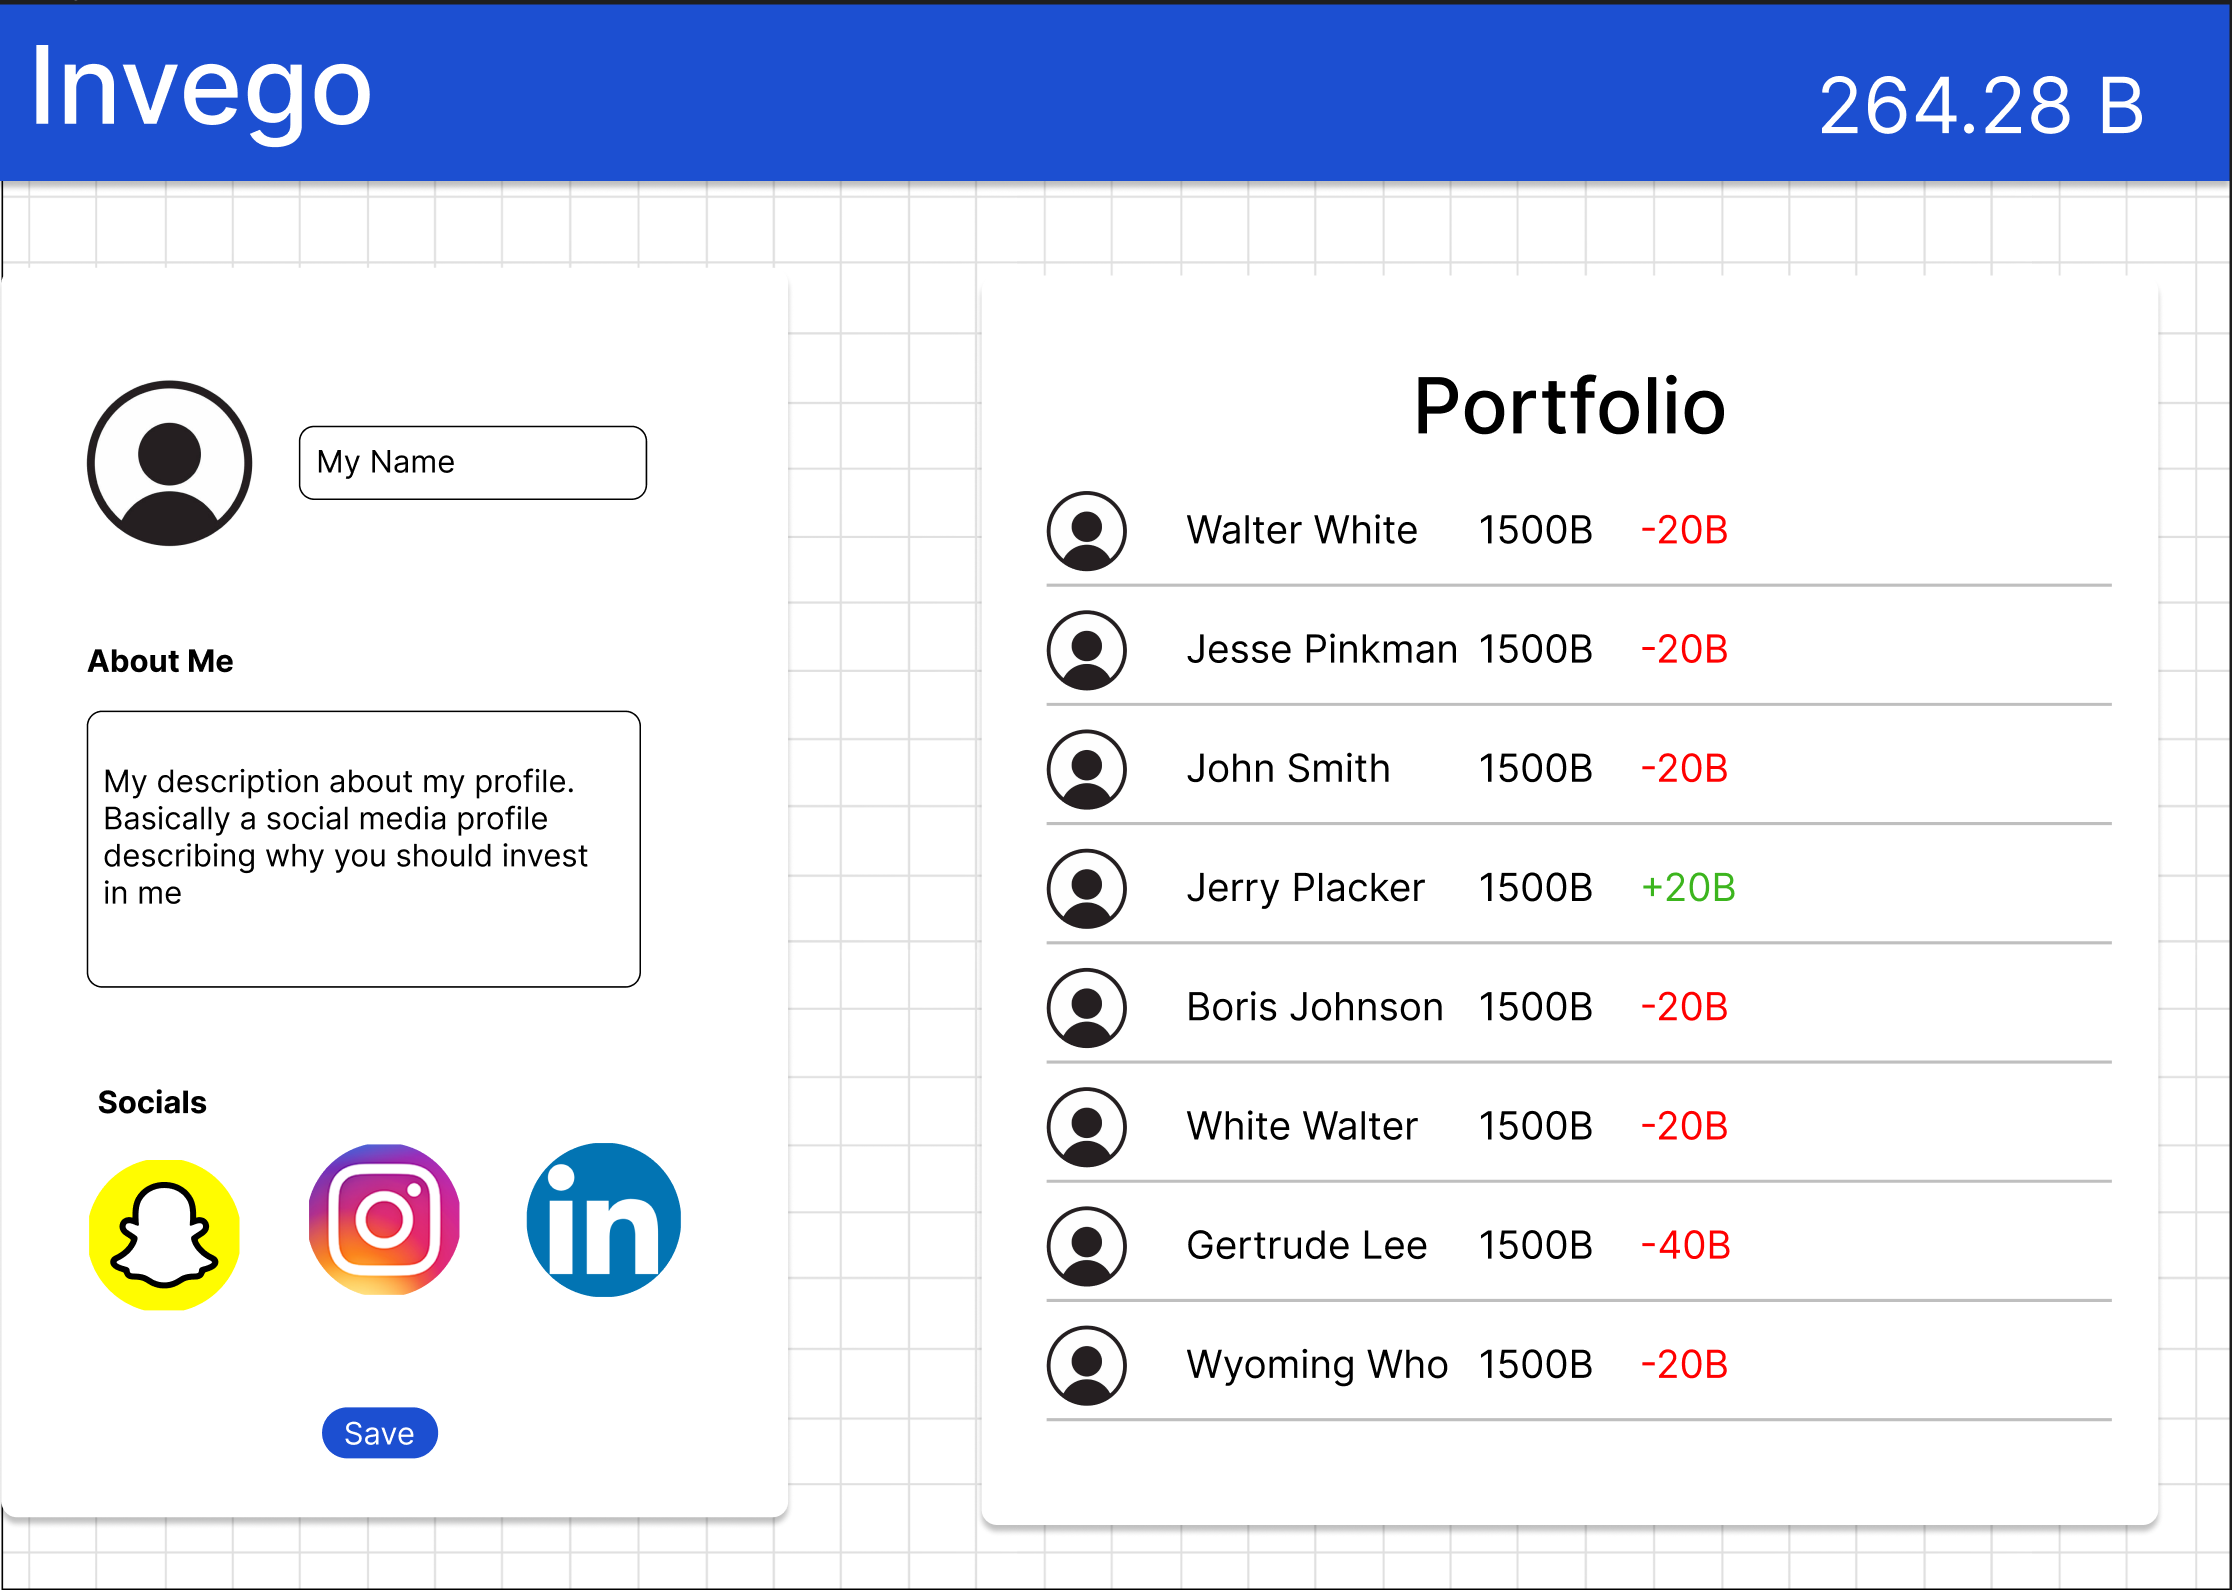 Invego
264.28 B
My Name
About Me
My description about my profile.
Basically a social media profile
describing why you should invest
in me
Socials
in
Save
Portfolio
Walter White 1500B -20B
Jesse Pinkman 1500B -20B
John Smith 1500B -20B
Jerry Placker 1500B +20B
Boris Johnson 1500B -20B
White Walter 1500B -20B
Gertrude Lee 1500B -40B
Wyoming Who 1500B -20B